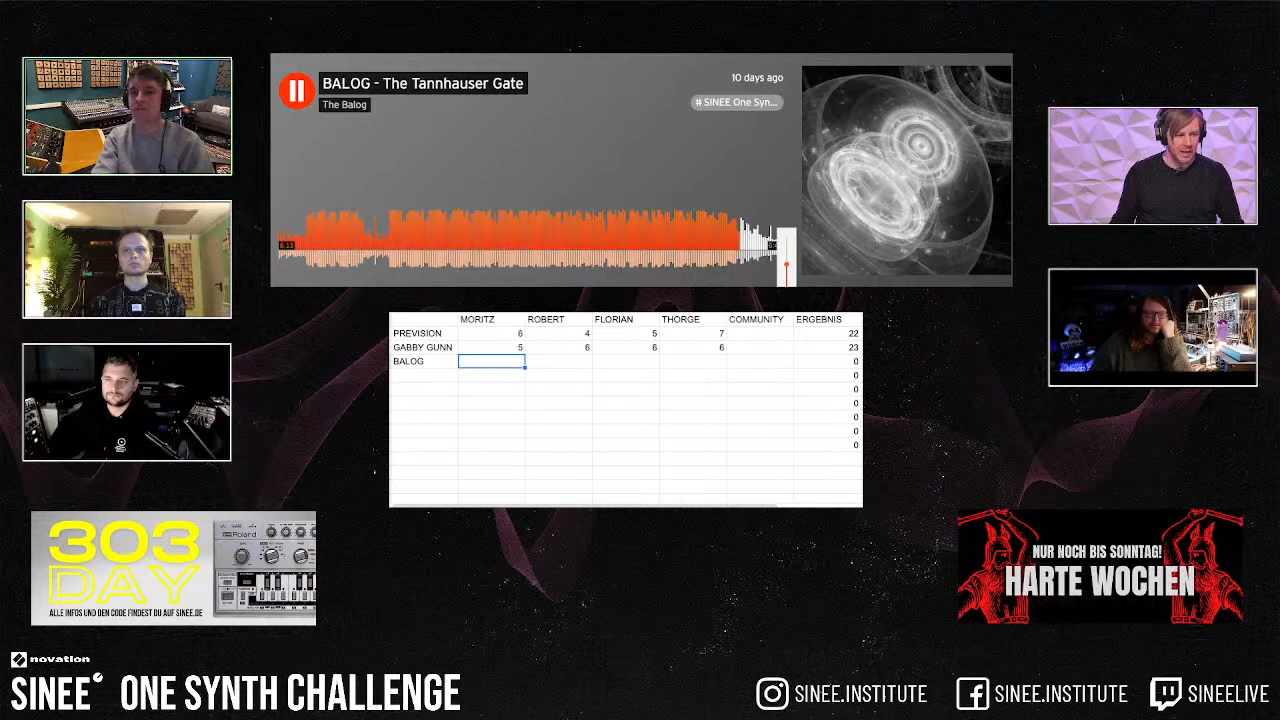 BALOG - The Tannhauser Gate
The Balog
10 days ago
# SINEE One Syn...
6:13
MORITZ ROBERT FLORIAN THORGE COMMUNITY ERGEBNIS
PREVISION 6 4 5 7 22
GABBY GUNN 5 6 6 6 23
BALOG 0
0
0
0
0
0
0
303
DAY
ALLE INFOS UND DEN CODE FINDEST DU AUF SINEE.DE
Roland
NUR NOCH BIS SONNTAG!
HARTE WOCHEN
novation
SINEE ONE SYNTH CHALLENGE
SINEE.INSTITUTE SINEE.INSTITUTE SINEELIVE